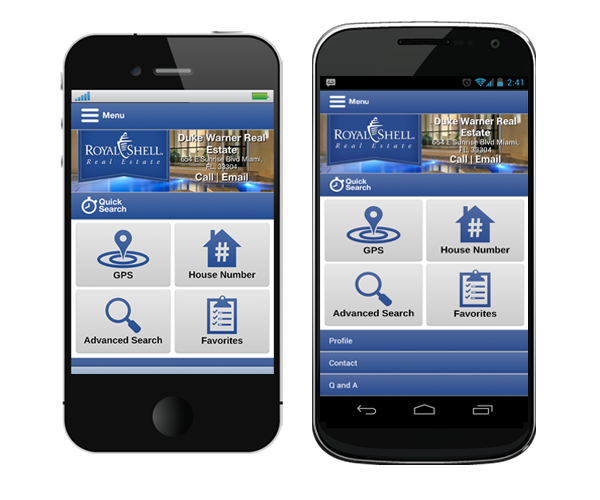 Menu
ROYAL SHELL
Real Estate
Duke Warner Real
Estate
654 E Sunrise Blvd Miami,
FL, 33304
Call | Email
Quick
Search
GPS
# House Number
Advanced Search
Favorites
2:41
Menu
ROYAL SHELL.
Real Estate
Duke Warner Real
Estate
654 E Sunrise Blvd Miami,
FL, 33304
Call | Email
Quick
Search
GPS
# House Number
Advanced Search
Favorites
Profile
Contact
Q and A